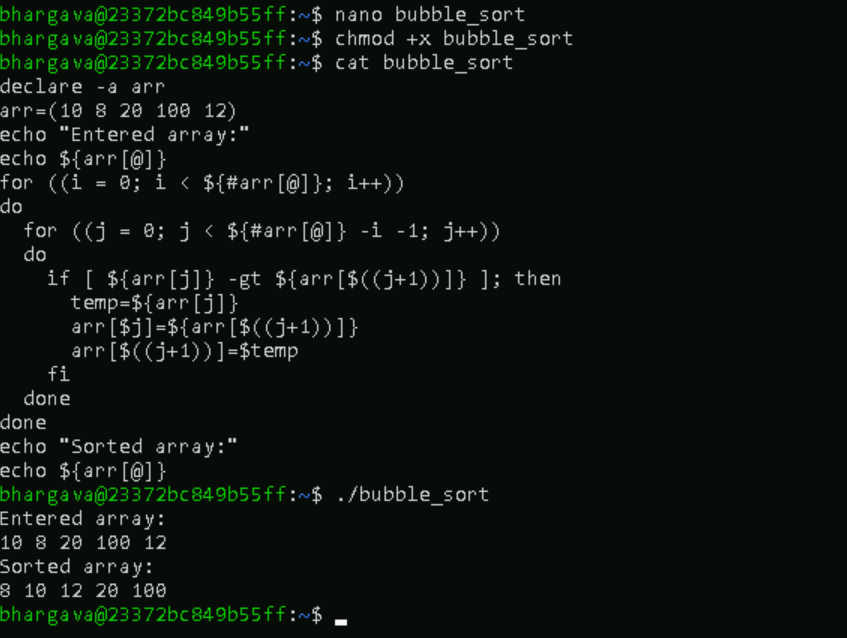 bhargava@23372bc849b55ff:~$ nano bubble_sort
bhargava@23372bc849b55ff:~$ chmod +x bubble_sort
bhargava@23372bc849b55ff:~$ cat bubble_sort
declare -a arr
arr=(10 8 20 100 12)
echo "Entered array:"
echo ${arr[@]}
for ((i = 0; i < ${#arr[@]}; i++))
do
  for ((j = 0; j < ${#arr[@]} -i -1; j++))
  do
    if [ ${arr[j]} -gt ${arr[$((j+1))]} ]; then
      temp=${arr[j]}
      arr[$j]=${arr[$((j+1))]}
      arr[$((j+1))]=$temp
    fi
  done
done
echo "Sorted array:"
echo ${arr[@]}
bhargava@23372bc849b55ff:~$ ./bubble_sort
Entered array:
10 8 20 100 12
Sorted array:
8 10 12 20 100
bhargava@23372bc849b55ff:~$